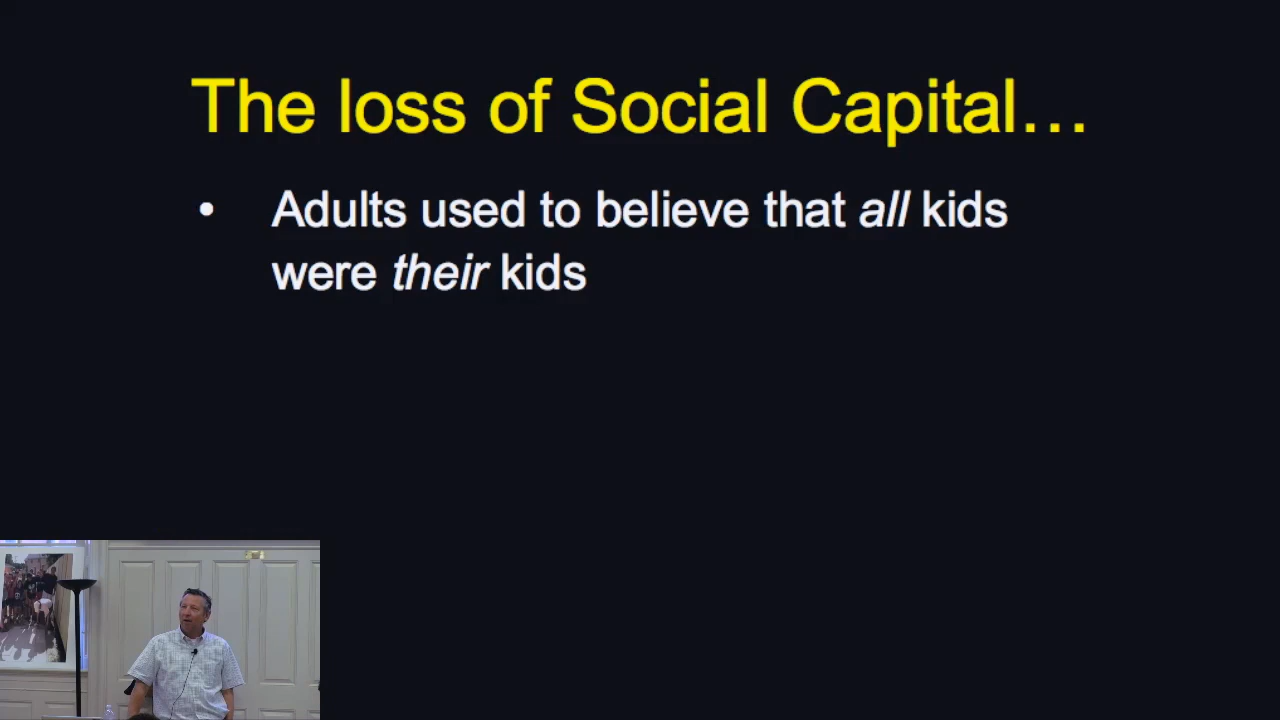 The loss of Social Capital…
• Adults used to believe that all kids
were their kids